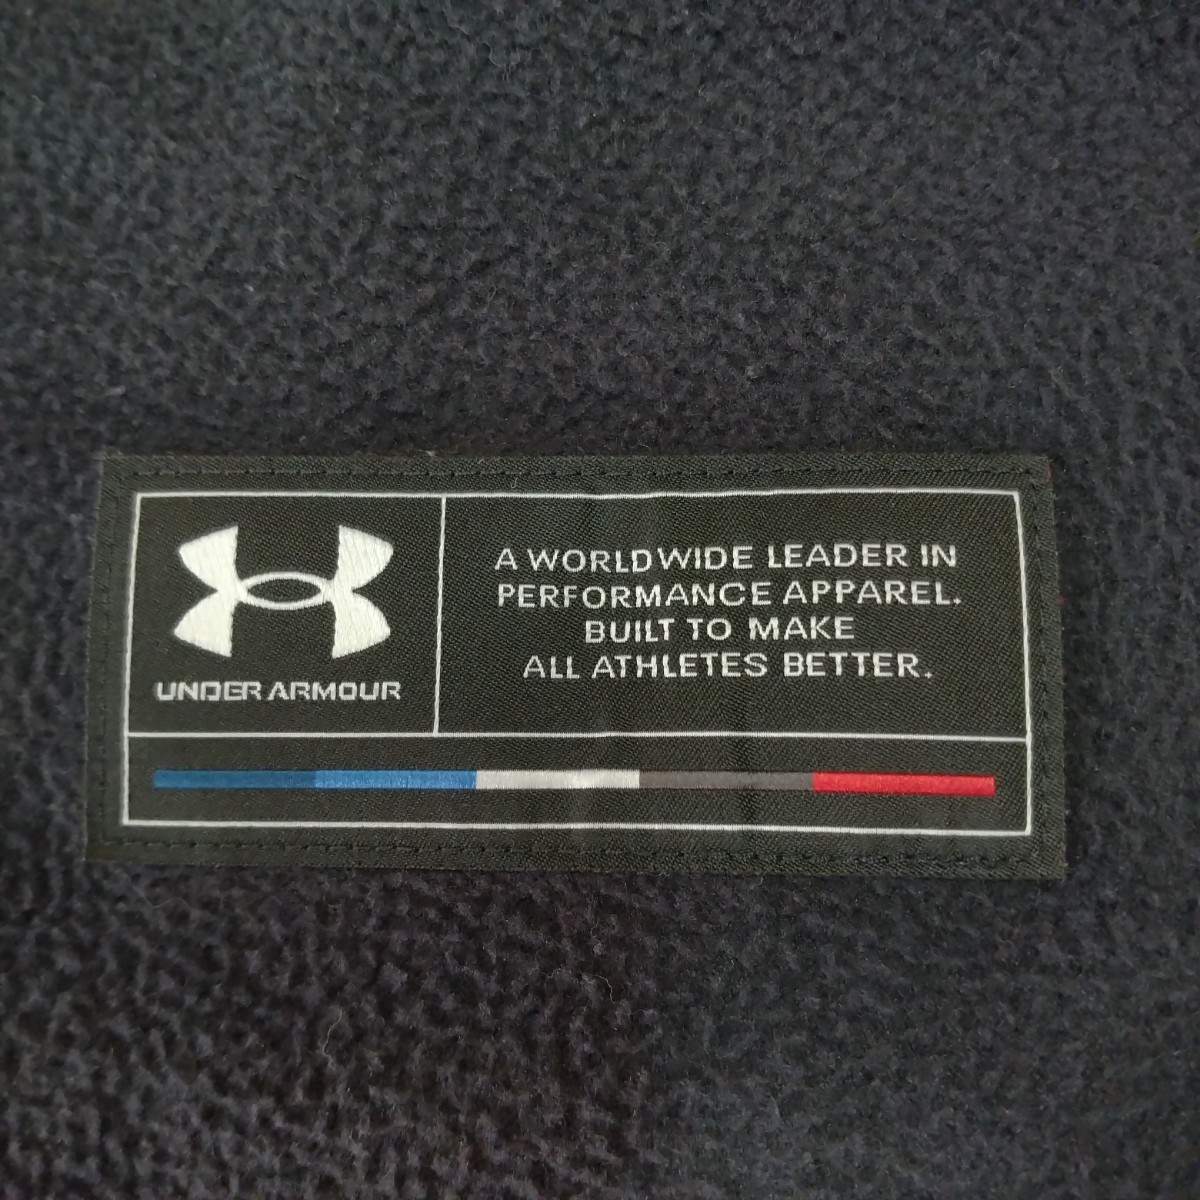 UNDER ARMOUR
A WORLDWIDE LEADER IN
PERFORMANCE APPAREL.
BUILT TO MAKE
ALL ATHLETES BETTER.